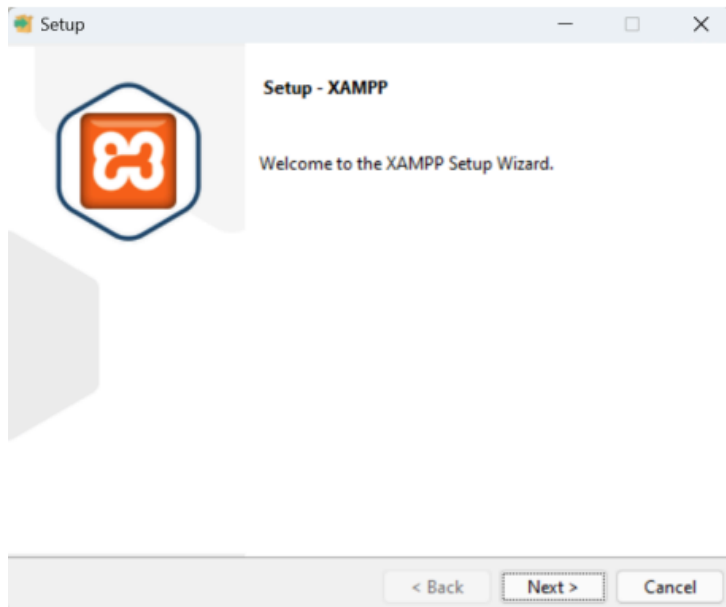 Setup
Setup - XAMPP
Welcome to the XAMPP Setup Wizard.
< Back
Next >
Cancel